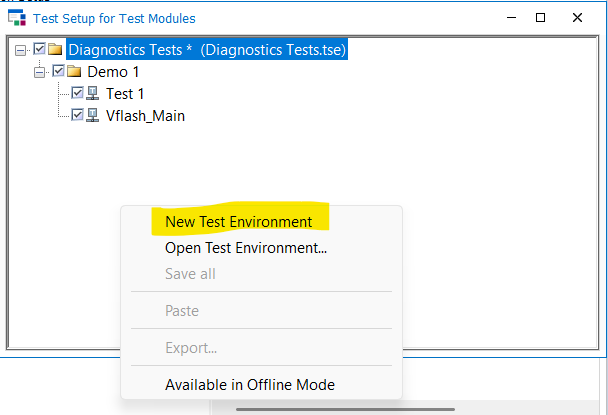 Test Setup for Test Modules
Diagnostics Tests * (Diagnostics Tests.tse)
Demo 1
Test 1
Vflash_Main
New Test Environment
Open Test Environment...
Save all
Paste
Export...
Available in Offline Mode